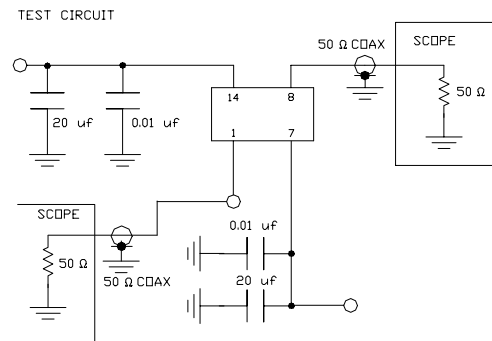 TEST CIRCUIT
50 Ω COAX
SCOPE
14
8
50 Ω
20 uf
0.01 uf
1
7
SCOPE
0.01 uf
50 Ω
50 Ω COAX
20 uf